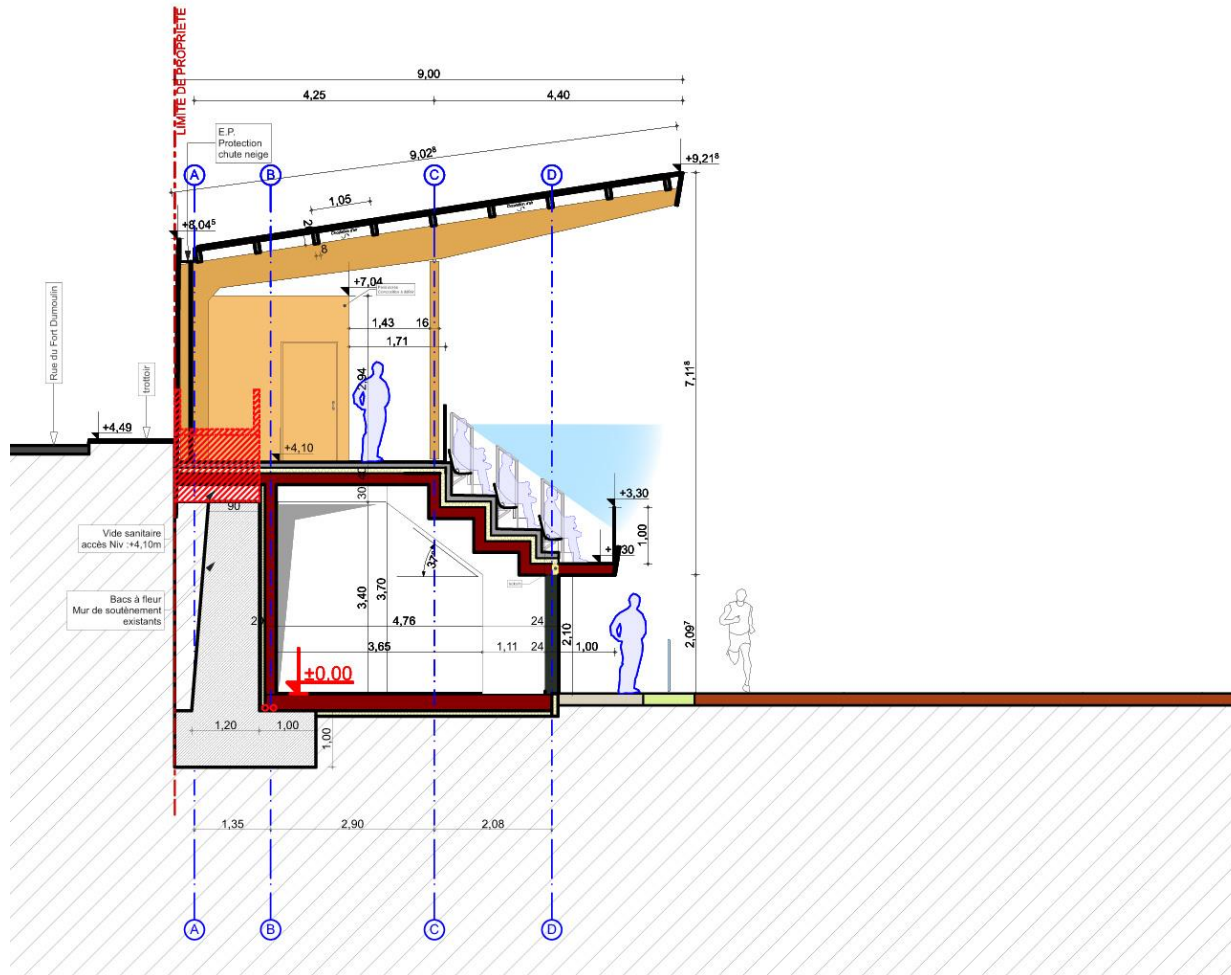 LIMITE DE PROPRIÉTÉ
9,00
4,25
4,40
E.P.
Protection
chute neige
9,02⁸
+9,21⁸
A
B
C
D
1,05
8
+8,04⁵
+7,04
1,43
16
1,71
2,94
7,11⁸
Rue du Fort Dumoulin
trottoir
+4,49
+4,10
+3,30
1,00
30
90
Vide sanitaire
accès Niv :+4,10m
37°
Bacs à fleur
Mur de soutènement
existants
3,40
3,70
4,76
24
2,10
3,65
1,11
24
1,00
2,09⁷
±0,00
1,20
1,00
1,00
1,35
2,90
2,08
A
B
C
D